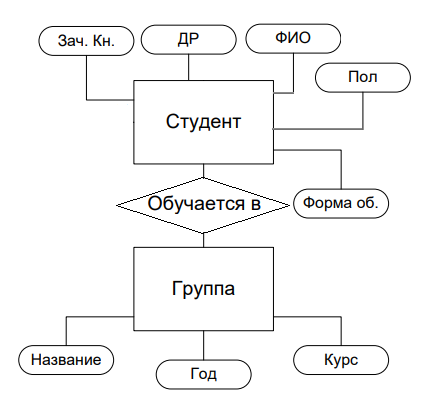 Зач. Кн.
ДР
ФИО
Пол
Студент
Обучается в
Форма об.
Группа
Название
Год
Курс